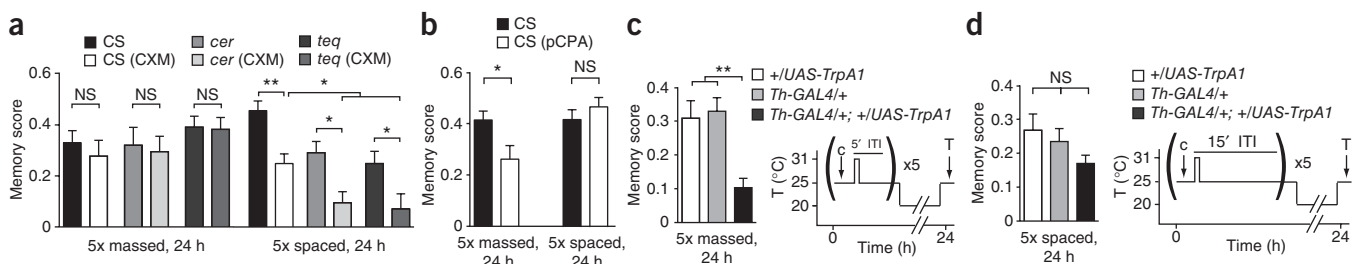 a
CS cer teq
CS (CXM) cer (CXM) teq (CXM)
Memory score
0.6
0.4
0.2
0
NS NS NS ** * * *
5x massed, 24 h 5x spaced, 24 h
b
CS
CS (pCPA)
Memory score
0.6
0.4
0.2
0
* NS
5x massed, 24 h
5x spaced, 24 h
c
+/UAS-TrpA1
Th-GAL4/+
Th-GAL4/+; +/UAS-TrpA1
**
Memory score
0.4
0.3
0.2
0.1
0
5x massed, 24 h
T (°C)
31
25
20
c 5′ ITI x5 T
0 24
Time (h)
d
+/UAS-TrpA1
Th-GAL4/+
Th-GAL4/+; +/UAS-TrpA1
NS
Memory score
0.4
0.3
0.2
0.1
0
5x spaced, 24 h
T (°C)
31
25
20
c 15′ ITI x5 T
0 24
Time (h)